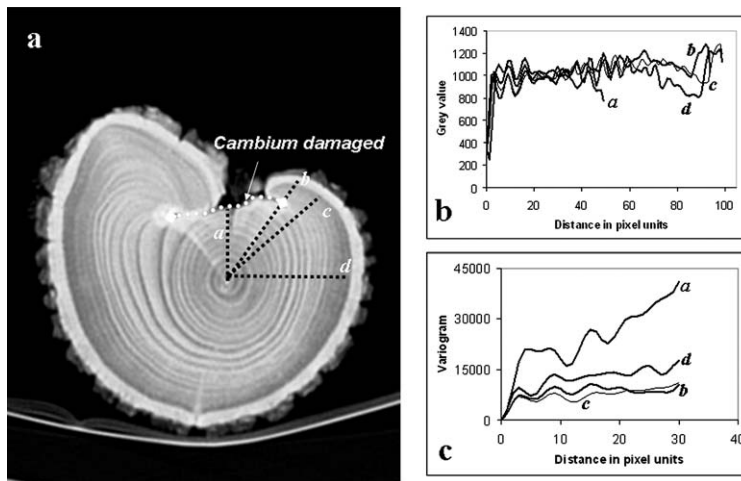 a
Cambium damaged
b
c
a
d
1400
1200
1000
800
600
400
200
0
Grey value
b
c
a
d
0 20 40 60 80 100
b
Distance in pixel units
45000
30000
15000
0
Variogram
a
d
b
c
0 10 20 30 40
c
Distance in pixel units